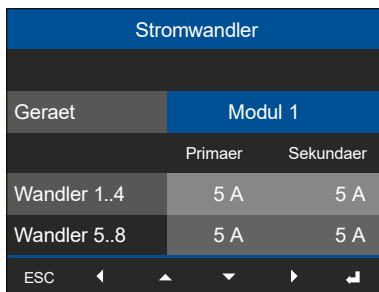 Stromwandler
Geraet Modul 1
Primaer Sekundaer
Wandler 1..4 5 A 5 A
Wandler 5..8 5 A 5 A
ESC